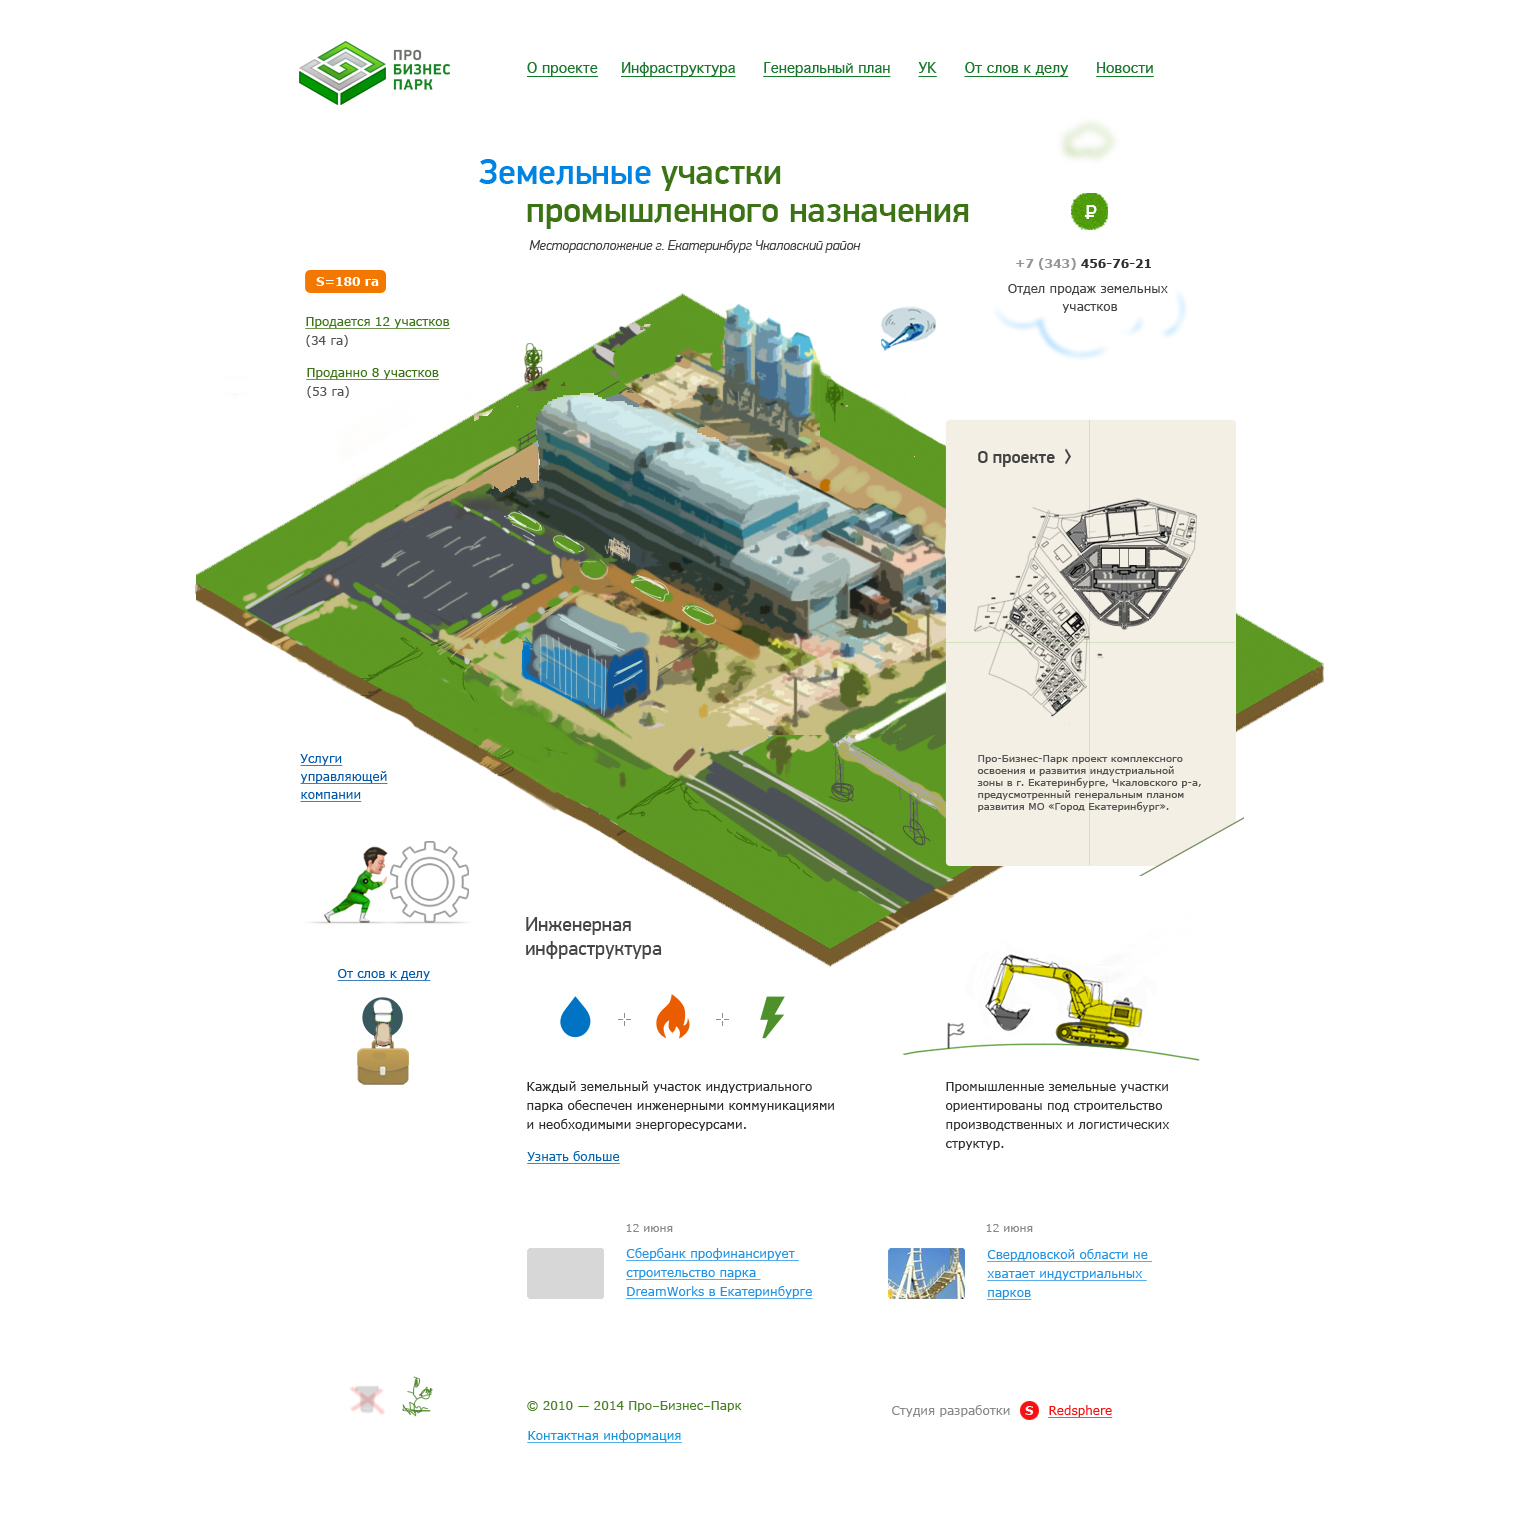 ПРО
БИЗНЕС
ПАРК
О проекте Инфраструктура Генеральный план УК От слов к делу Новости
Земельные участки
промышленного назначения
Месторасположение г. Екатеринбург Чкаловский район
₽
+7 (343) 456-76-21
Отдел продаж земельных
участков
S=180 га
Продается 12 участков
(34 га)
Проданно 8 участков
(53 га)
О проекте
Про-Бизнес-Парк проект комплексного
освоения и развития индустриальной
зоны в г. Екатеринбурге, Чкаловского р-а,
предусмотренный генеральным планом
развития МО «Город Екатеринбург».
Услуги
управляющей
компании
От слов к делу
Инженерная
инфраструктура
Каждый земельный участок индустриального
парка обеспечен инженерными коммуникациями
и необходимыми энергоресурсами.
Узнать больше
Промышленные земельные участки
ориентированы под строительство
производственных и логистических
структур.
12 июня
Сбербанк профинансирует
строительство парка
DreamWorks в Екатеринбурге
12 июня
Свердловской области не
хватает индустриальных
парков
© 2010 — 2014 Про–Бизнес–Парк
Контактная информация
Студия разработки S Redsphere